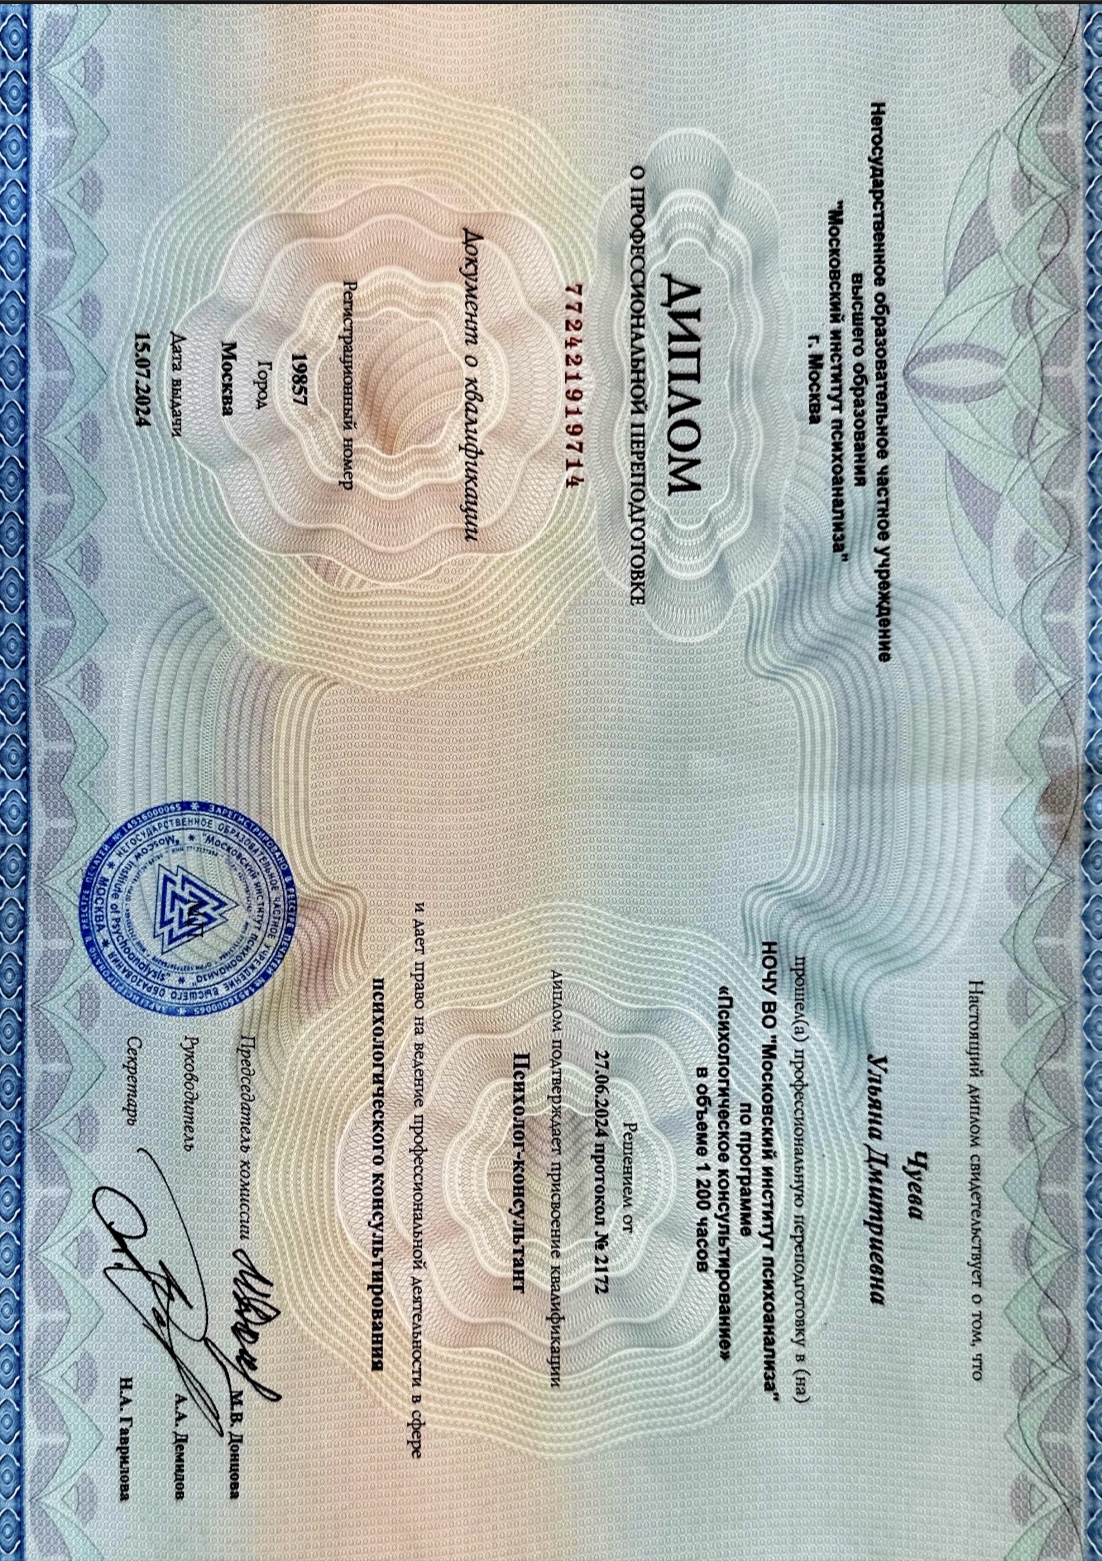 Негосударственное образовательное частное учреждение
высшего образования
"Московский институт психоанализа"
г. Москва
ДИПЛОМ
О ПРОФЕССИОНАЛЬНОЙ ПЕРЕПОДГОТОВКЕ
772421919714
Документ о квалификации
Регистрационный номер
19857
Город
Москва
Дата выдачи
15.07.2024
Настоящий диплом свидетельствует о том, что
Чуева
Ульяна Дмитриевна
прошел(а) профессиональную переподготовку в (на)
НОЧУ ВО "Московский институт психоанализа"
по программе
«Психологическое консультирование»
в объеме 1 200 часов
Решением от
27.06.2024 протокол № 2172
диплом подтверждает присвоение квалификации
Психолог-консультант
и дает право на ведение профессиональной деятельности в сфере
психологического консультирования
Председатель комиссии М.В. Донцова
Руководитель А.А. Демидов
Секретарь Н.А. Гаврилова
НЕГОСУДАРСТВЕННОЕ ОБРАЗОВАТЕЛЬНОЕ ЧАСТНОЕ УЧРЕЖДЕНИЕ ВЫСШЕГО ОБРАЗОВАНИЯ * МОСКВА *
"Московский институт психоанализа"
"Moscow Institute of Psychoanalysis"